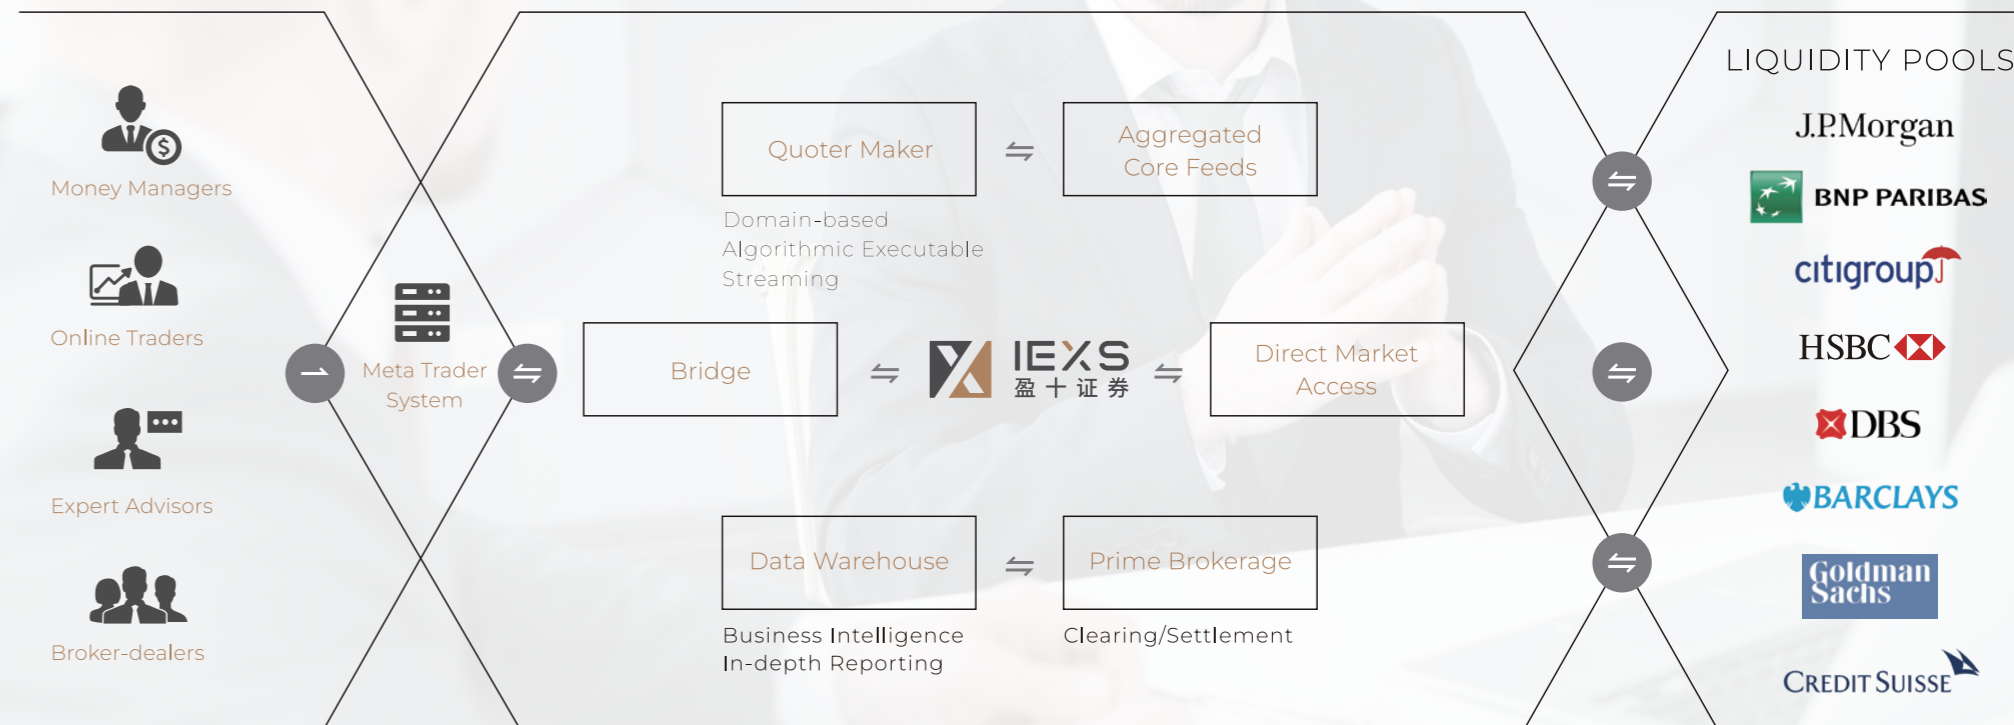 Money Managers
Online Traders
Expert Advisors
Broker-dealers
Meta Trader
System
Quoter Maker
Aggregated
Core Feeds
Domain-based
Algorithmic Executable
Streaming
Bridge
IEXS
盈十证券
Direct Market
Access
Data Warehouse
Prime Brokerage
Business Intelligence
In-depth Reporting
Clearing/Settlement
LIQUIDITY POOLS
J.P.Morgan
BNP PARIBAS
citigroup
HSBC
DBS
BARCLAYS
Goldman
Sachs
CREDIT SUISSE